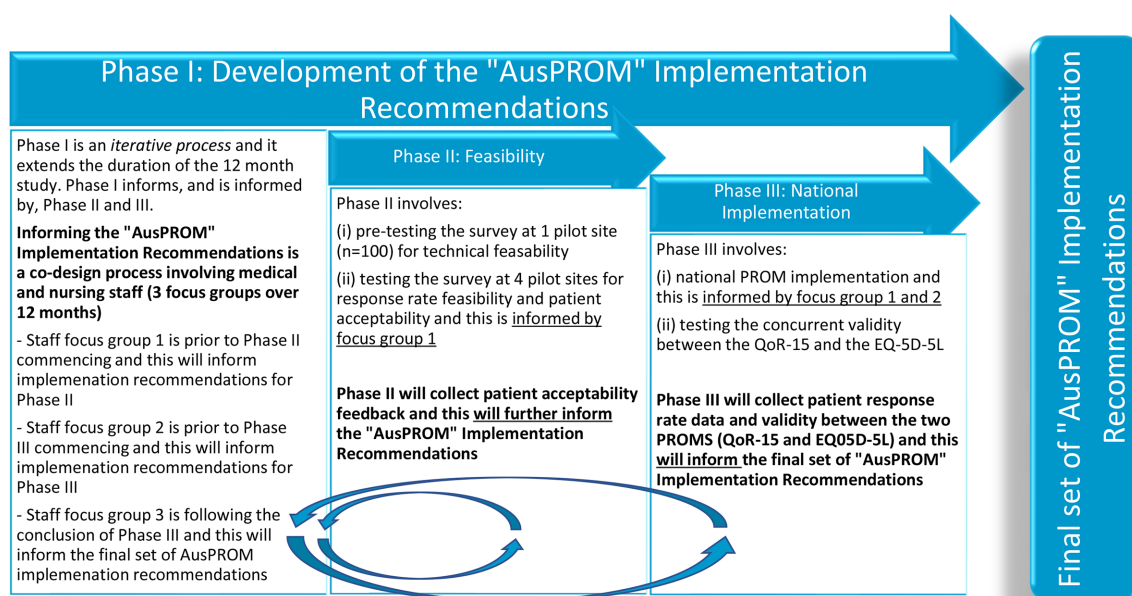 Phase I: Development of the "AusPROM" Implementation
Recommendations
Phase I is an iterative process and it
extends the duration of the 12 month
study. Phase I informs, and is informed
by, Phase II and III.
Informing the "AusPROM"
Implementation Recommendations is
a co-design process involving medical
and nursing staff (3 focus groups over
12 months)
- Staff focus group 1 is prior to Phase II
commencing and this will inform
implemenation recommendations for
Phase II
- Staff focus group 2 is prior to Phase
III commencing and this will inform
implemenation recommendations for
Phase III
- Staff focus group 3 is following the
conclusion of Phase III and this will
inform the final set of AusPROM
implemenation recommendations
Phase II: Feasibility
Phase II involves:
(i) pre-testing the survey at 1 pilot site
(n=100) for technical feasability
(ii) testing the survey at 4 pilot sites for
response rate feasibility and patient
acceptability and this is informed by
focus group 1
Phase II will collect patient acceptability
feedback and this will further inform
the "AusPROM" Implementation
Recommendations
Phase III: National
Implementation
Phase III involves:
(i) national PROM implementation and
this is informed by focus group 1 and 2
(ii) testing the concurrent validity
between the QoR-15 and the EQ-5D-5L
Phase III will collect patient response
rate data and validity between the two
PROMS (QoR-15 and EQ05D-5L) and this
will inform the final set of "AusPROM"
Implementation Recommendations
Final set of "AusPROM" Implementation
Recommendations